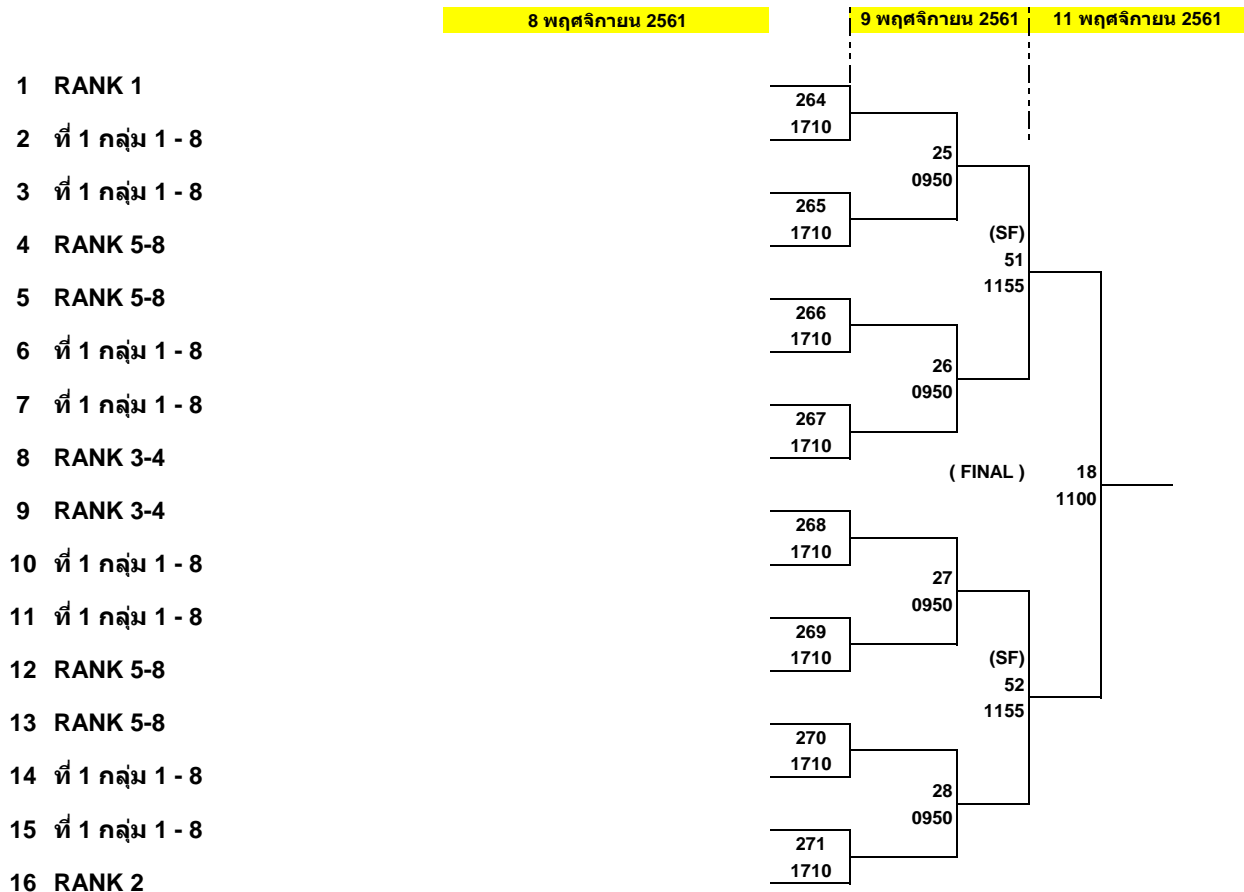 8 พฤศจิกายน 2561 9 พฤศจิกายน 2561 11 พฤศจิกายน 2561
1 RANK 1
264
1710
2 ที่ 1 กลุ่ม 1 - 8
25
0950
3 ที่ 1 กลุ่ม 1 - 8
265
1710
4 RANK 5-8
(SF)
51
1155
5 RANK 5-8
266
1710
6 ที่ 1 กลุ่ม 1 - 8
26
0950
7 ที่ 1 กลุ่ม 1 - 8
267
1710
8 RANK 3-4
( FINAL ) 18
1100
9 RANK 3-4
268
1710
10 ที่ 1 กลุ่ม 1 - 8
27
0950
11 ที่ 1 กลุ่ม 1 - 8
269
1710
12 RANK 5-8
(SF)
52
1155
13 RANK 5-8
270
1710
14 ที่ 1 กลุ่ม 1 - 8
28
0950
15 ที่ 1 กลุ่ม 1 - 8
271
1710
16 RANK 2